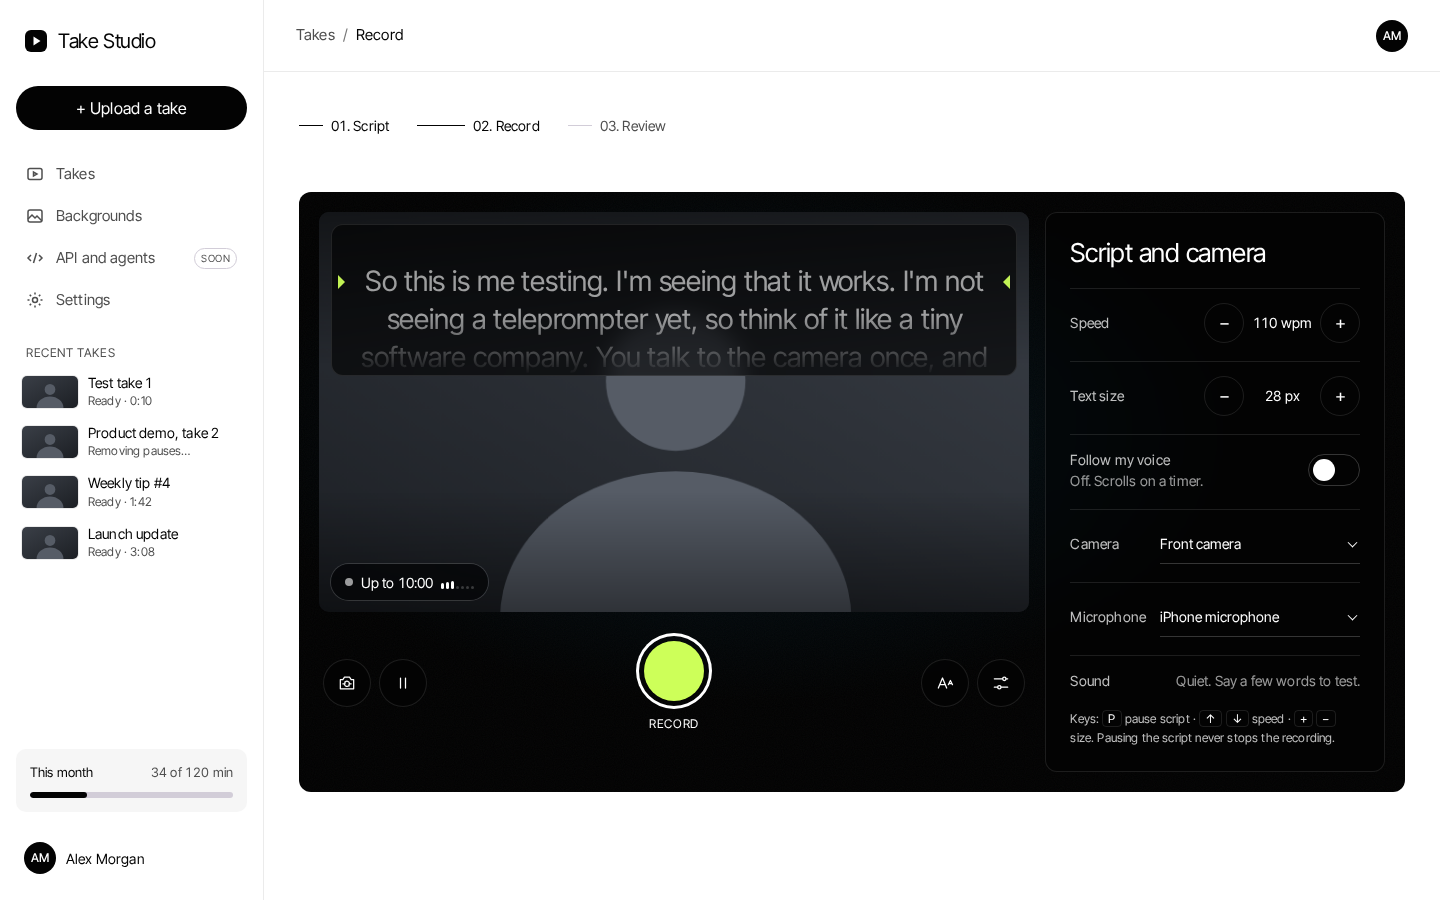 Take Studio
+ Upload a take
Takes
Backgrounds
API and agents
SOON
Settings
RECENT TAKES
Test take 1
Ready · 0:10
Product demo, take 2
Removing pauses...
Weekly tip #4
Ready · 1:42
Launch update
Ready · 3:08
This month
34 of 120 min
AM
Alex Morgan
Takes / Record
AM
01. Script
02. Record
03. Review
So this is me testing. I'm seeing that it works. I'm not
seeing a teleprompter yet, so think of it like a tiny
software company. You talk to the camera once, and
Up to 10:00
RECORD
Script and camera
Speed
− 110 wpm +
Text size
− 28 px +
Follow my voice
Off. Scrolls on a timer.
Camera
Front camera
Microphone
iPhone microphone
Sound
Quiet. Say a few words to test.
Keys: P pause script · ↑ ↓ speed · + −
size. Pausing the script never stops the recording.